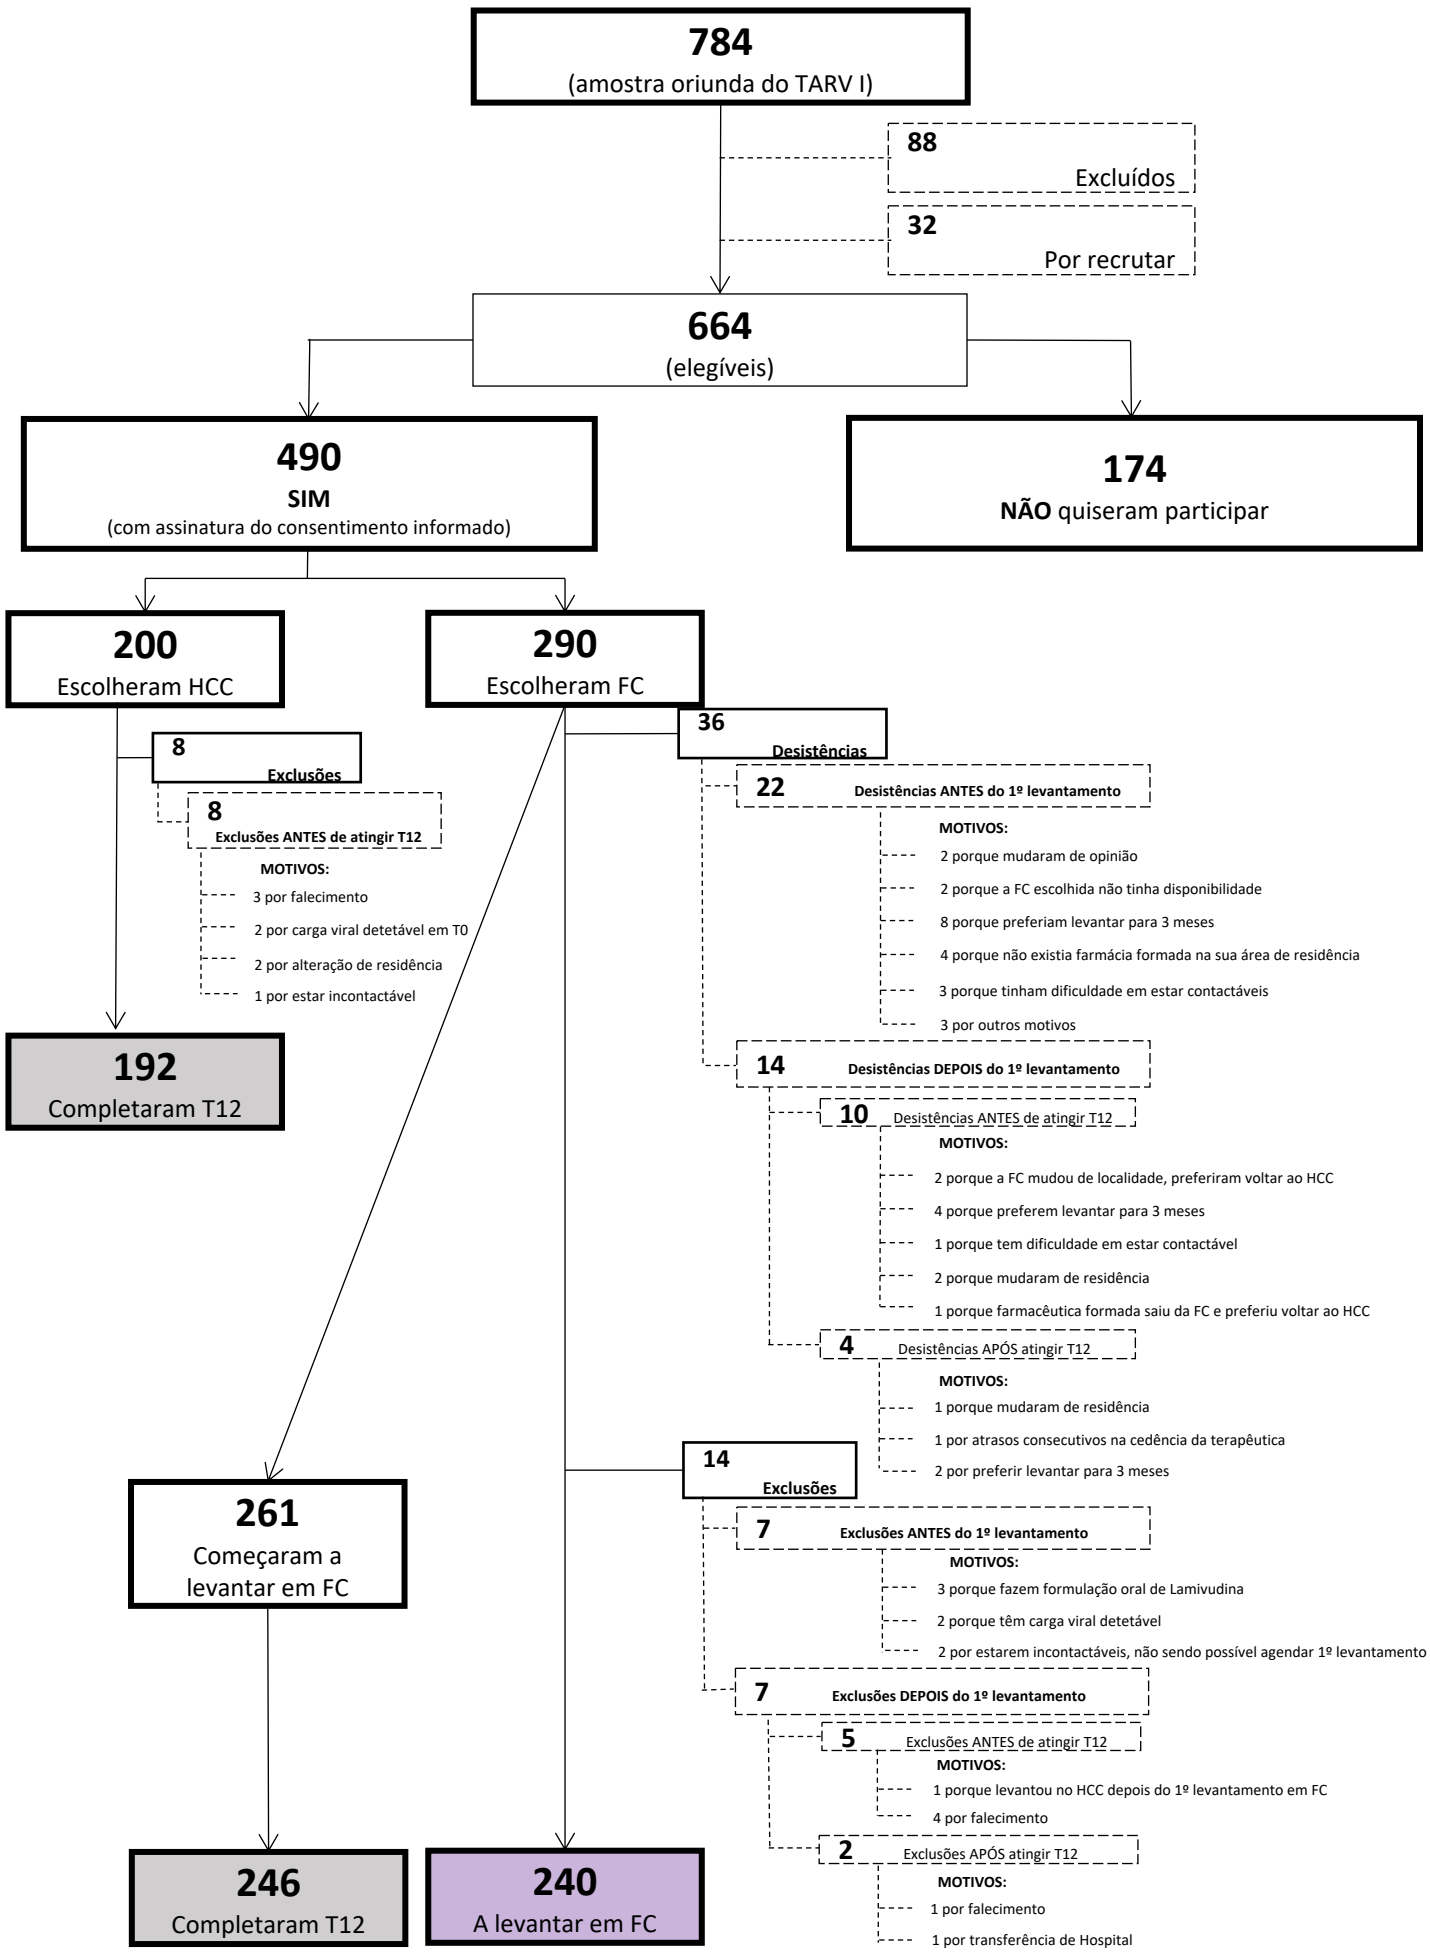 784
(amostra oriunda do TARV I)
88
Excluídos
32
Por recrutar
664
(elegíveis)
490
SIM
(com assinatura do consentimento informado)
174
NÃO quiseram participar
200
Escolheram HCC
290
Escolheram FC
8
Exclusões
8
Exclusões ANTES de atingir T12
MOTIVOS:
3 por falecimento
2 por carga viral detetável em T0
2 por alteração de residência
1 por estar incontactável
192
Completaram T12
36
Desistências
22 Desistências ANTES do 1º levantamento
MOTIVOS:
2 porque mudaram de opinião
2 porque a FC escolhida não tinha disponibilidade
8 porque preferiam levantar para 3 meses
4 porque não existia farmácia formada na sua área de residência
3 porque tinham dificuldade em estar contactáveis
3 por outros motivos
14 Desistências DEPOIS do 1º levantamento
10 Desistências ANTES de atingir T12
MOTIVOS:
2 porque a FC mudou de localidade, preferiram voltar ao HCC
4 porque preferem levantar para 3 meses
1 porque tem dificuldade em estar contactável
2 porque mudaram de residência
1 porque farmacêutica formada saiu da FC e preferiu voltar ao HCC
4 Desistências APÓS atingir T12
MOTIVOS:
1 porque mudaram de residência
1 por atrasos consecutivos na cedência da terapêutica
2 por preferir levantar para 3 meses
14
Exclusões
7 Exclusões ANTES do 1º levantamento
MOTIVOS:
3 porque fazem formulação oral de Lamivudina
2 porque têm carga viral detetável
2 por estarem incontactáveis, não sendo possível agendar 1º levantamento
7 Exclusões DEPOIS do 1º levantamento
5 Exclusões ANTES de atingir T12
MOTIVOS:
1 porque levantou no HCC depois do 1º levantamento em FC
4 por falecimento
2 Exclusões APÓS atingir T12
MOTIVOS:
1 por falecimento
1 por transferência de Hospital
261
Começaram a
levantar em FC
246
Completaram T12
240
A levantar em FC